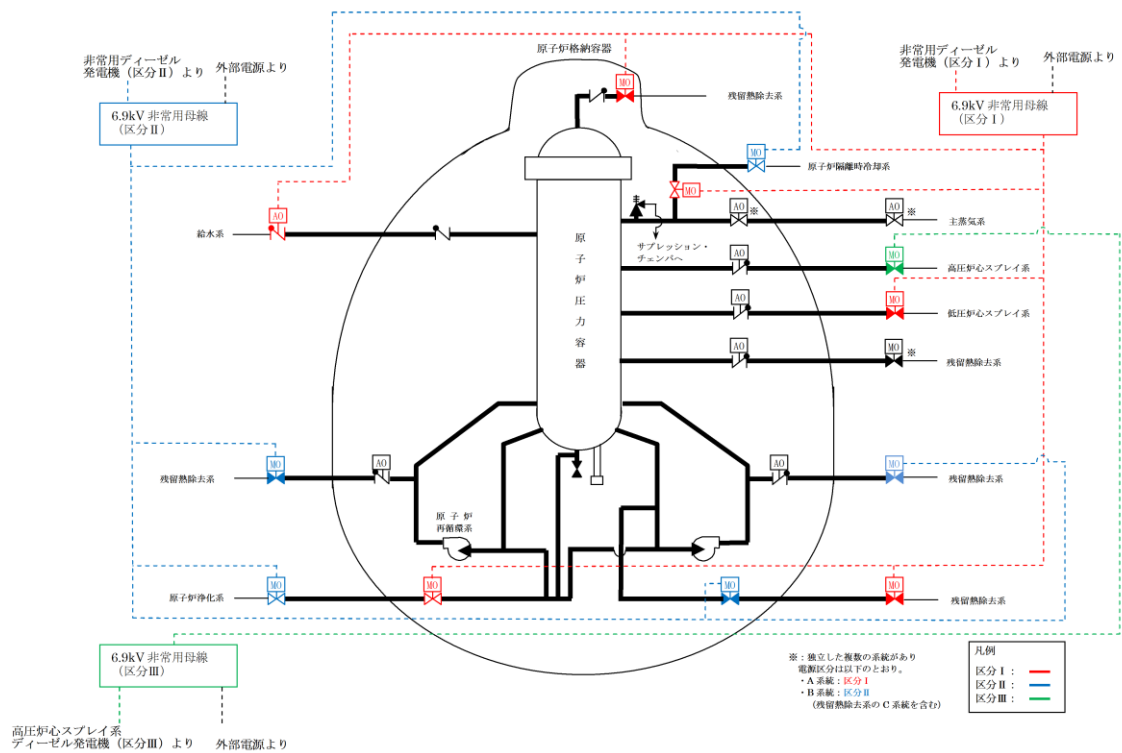 原子炉格納容器
非常用ディーゼル
発電機（区分Ⅱ）より
外部電源より
6.9kV 非常用母線
（区分Ⅱ）
非常用ディーゼル
発電機（区分Ⅰ）より
外部電源より
6.9kV 非常用母線
（区分Ⅰ）
MO
残留熱除去系
MO
原子炉隔離時冷却系
MO
AO
給水系
AO
※
AO
※
主蒸気系
サプレッション・
チェンバへ
原子炉圧力容器
AO
MO
高圧炉心スプレイ系
AO
MO
低圧炉心スプレイ系
AO
MO
※
残留熱除去系
残留熱除去系
MO
AO
AO
MO
残留熱除去系
原子炉
再循環系
原子炉浄化系
MO
MO
MO
MO
残留熱除去系
6.9kV 非常用母線
（区分Ⅲ）
高圧炉心スプレイ系
ディーゼル発電機（区分Ⅲ）より
外部電源より
※：独立した複数の系統があり
電源区分は以下のとおり。
・A 系統：区分Ⅰ
・B 系統：区分Ⅱ
（残留熱除去系の C 系統を含む）
凡例
区分Ⅰ：
区分Ⅱ：
区分Ⅲ：